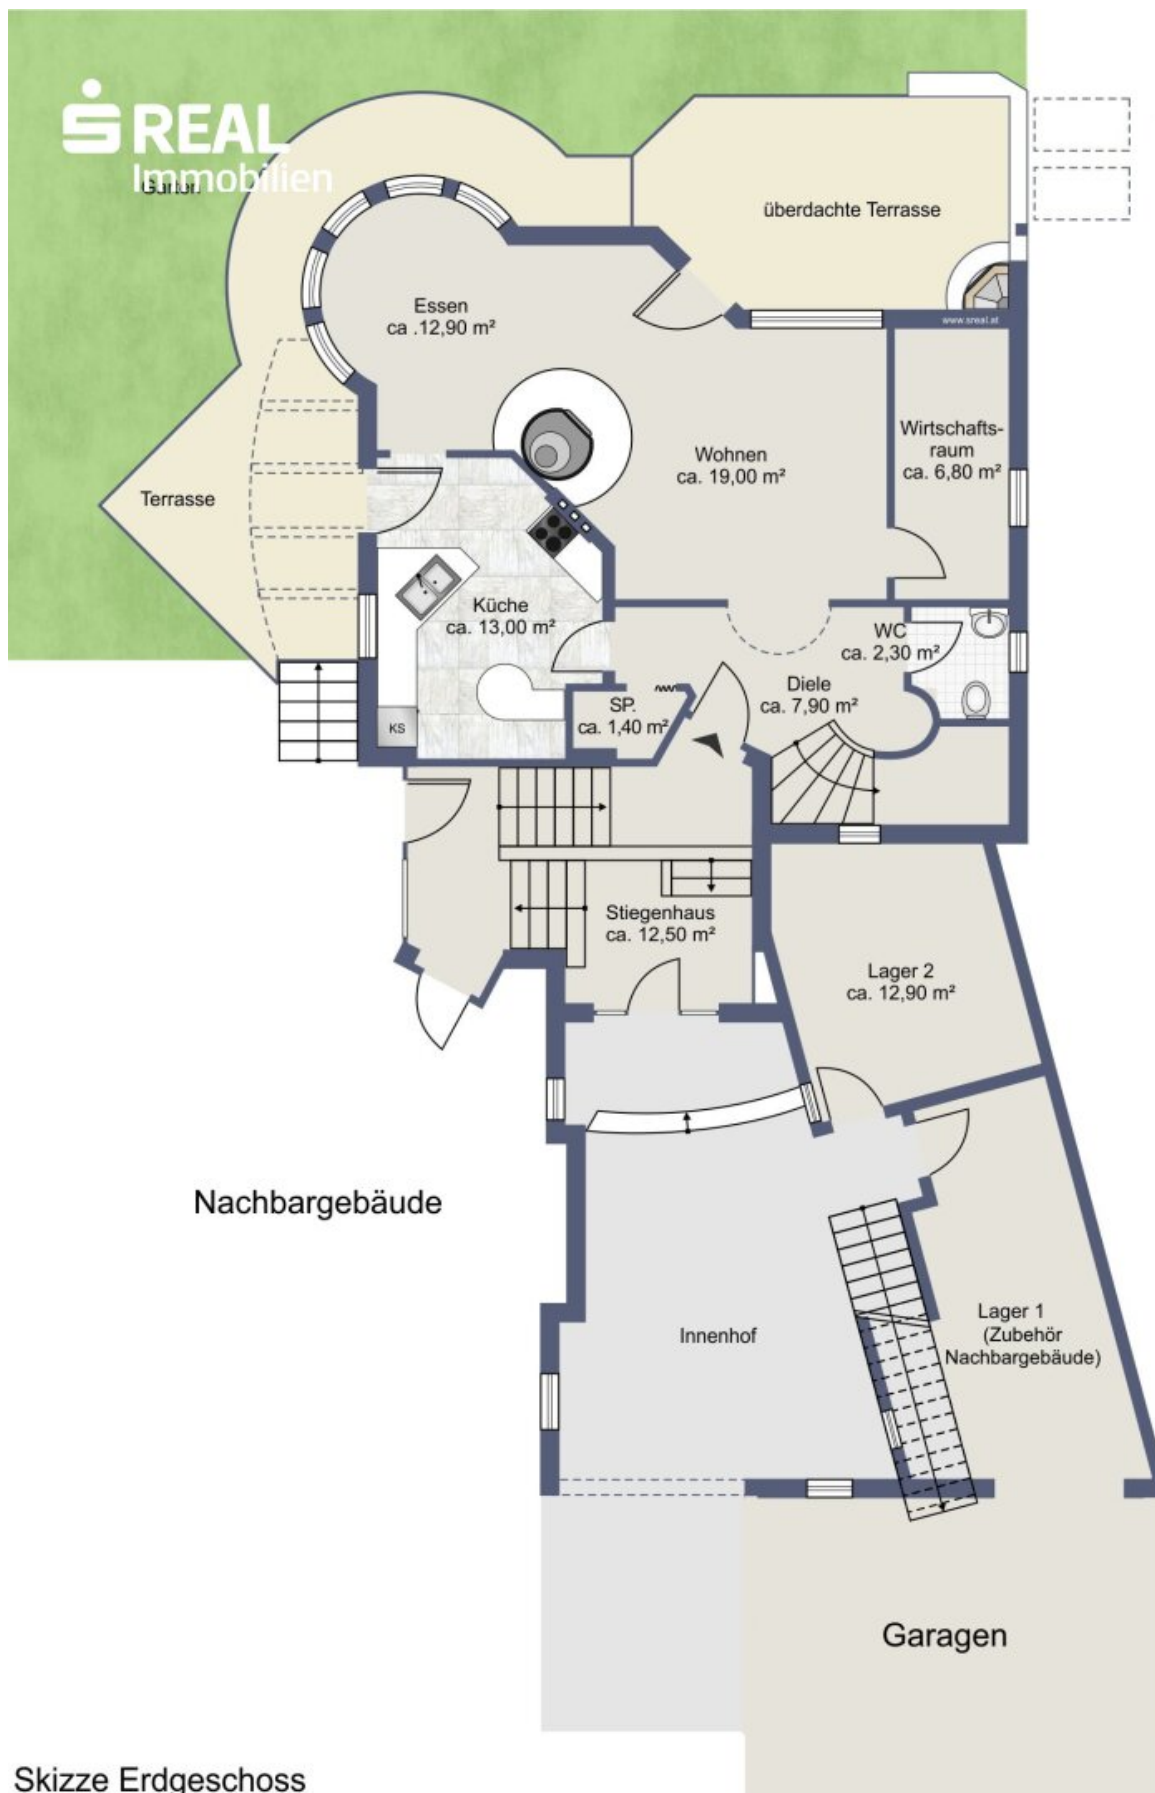 S REAL
Immobilien
Garten
überdachte Terrasse
www.sreal.at
Essen
ca .12,90 m²
Wirtschafts-
raum
ca. 6,80 m²
Wohnen
ca. 19,00 m²
Terrasse
Küche
ca. 13,00 m²
WC
ca. 2,30 m²
Diele
ca. 7,90 m²
SP.
ca. 1,40 m²
KS
Stiegenhaus
ca. 12,50 m²
Lager 2
ca. 12,90 m²
Nachbargebäude
Innenhof
Lager 1
(Zubehör
Nachbargebäude)
Garagen
Skizze Erdgeschoss